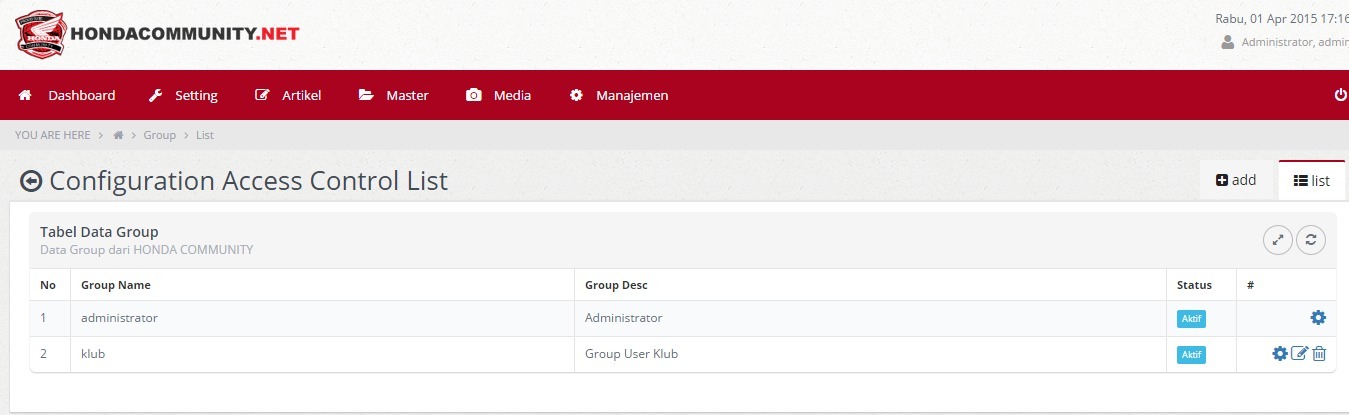 HONDA
HONDACOMMUNITY.NET
Rabu, 01 Apr 2015 17:16
Administrator, admin
Dashboard Setting Artikel Master Media Manajemen
YOU ARE HERE > > Group > List
Configuration Access Control List
add list
Tabel Data Group
Data Group dari HONDA COMMUNITY
No Group Name Group Desc Status #
1 administrator Administrator Aktif
2 klub Group User Klub Aktif